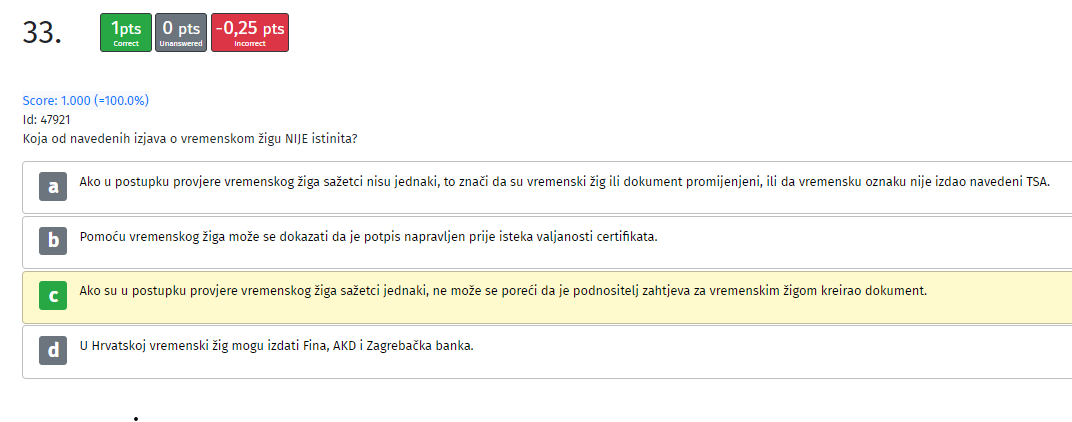 33.
1pts
Correct
0 pts
Unanswered
-0,25 pts
Incorrect
Score: 1.000 (=100.0%)
Id: 47921
Koja od navedenih izjava o vremenskom žigu NIJE istinita?
a Ako u postupku provjere vremenskog žiga sažetci nisu jednaki, to znači da su vremenski žig ili dokument promijenjeni, ili da vremensku oznaku nije izdao navedeni TSA.
b Pomoću vremenskog žiga može se dokazati da je potpis napravljen prije isteka valjanosti certifikata.
c Ako su u postupku provjere vremenskog žiga sažetci jednaki, ne može se poreći da je podnositelj zahtjeva za vremenskim žigom kreirao dokument.
d U Hrvatskoj vremenski žig mogu izdati Fina, AKD i Zagrebačka banka.